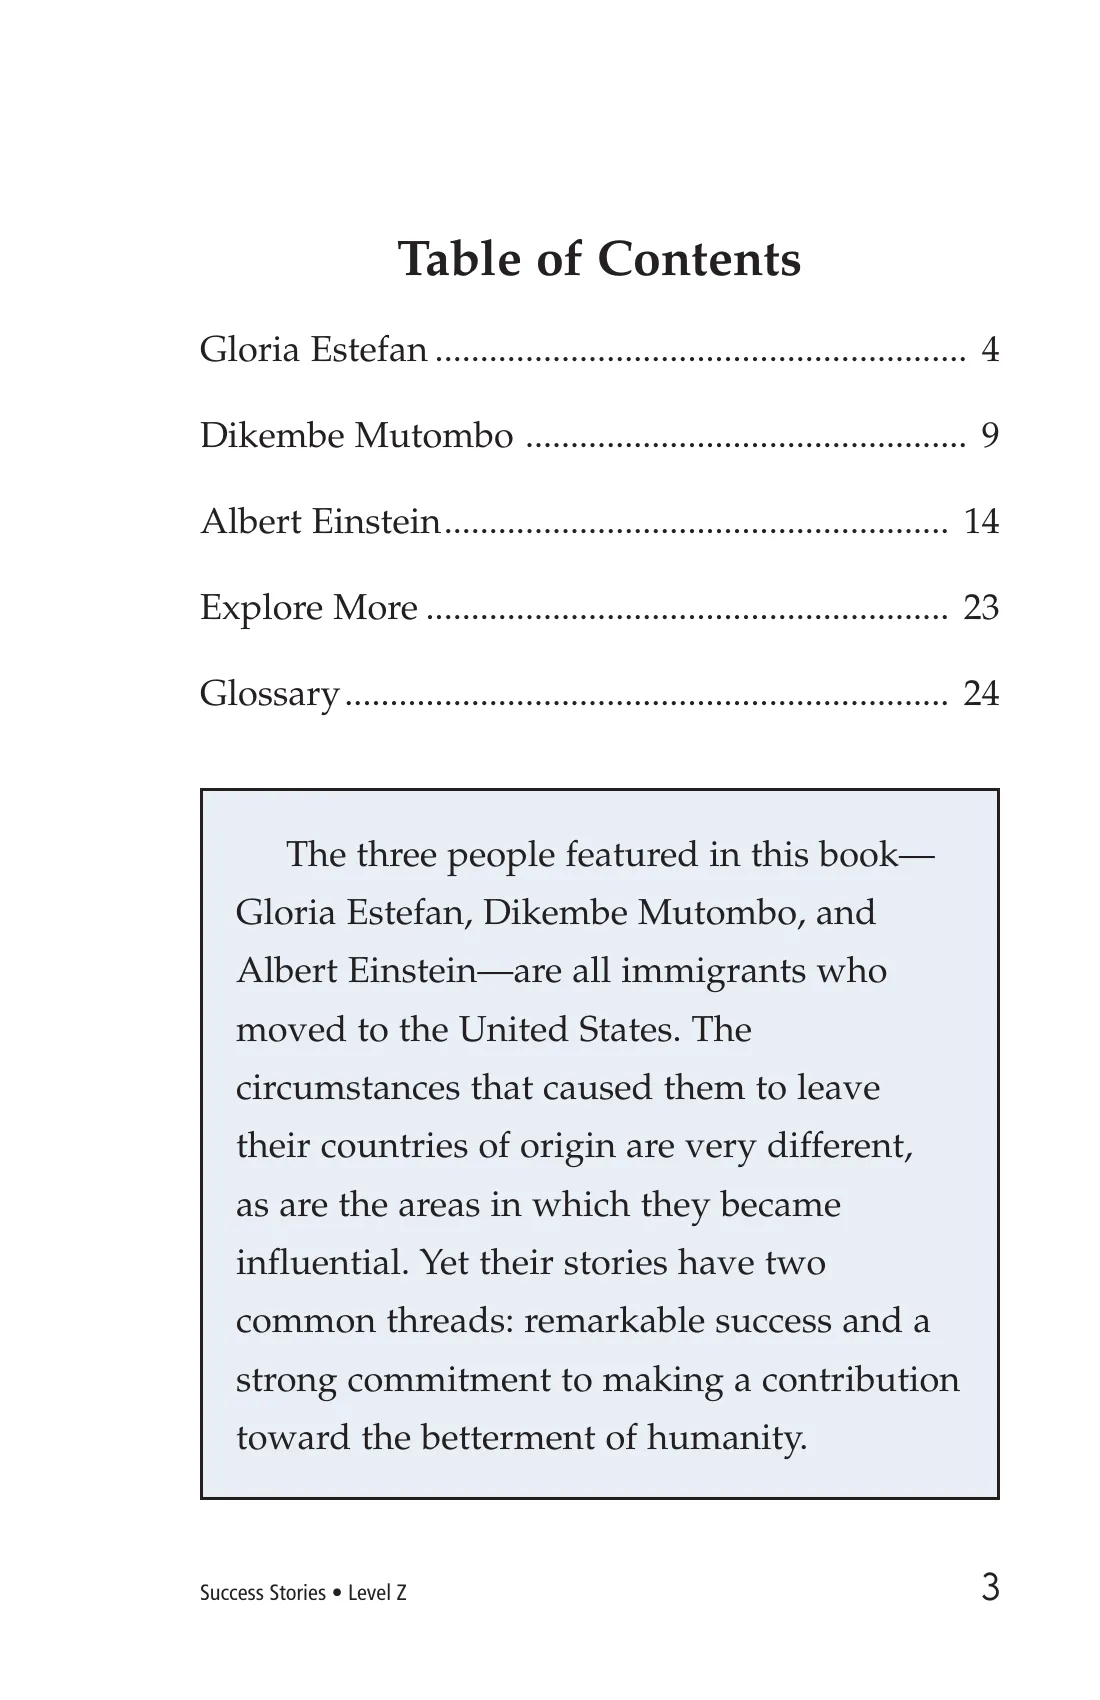 Table of Contents
Gloria Estefan ........................................................... 4
Dikembe Mutombo ................................................. 9
Albert Einstein........................................................ 14
Explore More .......................................................... 23
Glossary................................................................... 24
The three people featured in this book—
Gloria Estefan, Dikembe Mutombo, and
Albert Einstein—are all immigrants who
moved to the United States. The
circumstances that caused them to leave
their countries of origin are very different,
as are the areas in which they became
influential. Yet their stories have two
common threads: remarkable success and a
strong commitment to making a contribution
toward the betterment of humanity.
Success Stories • Level Z 3